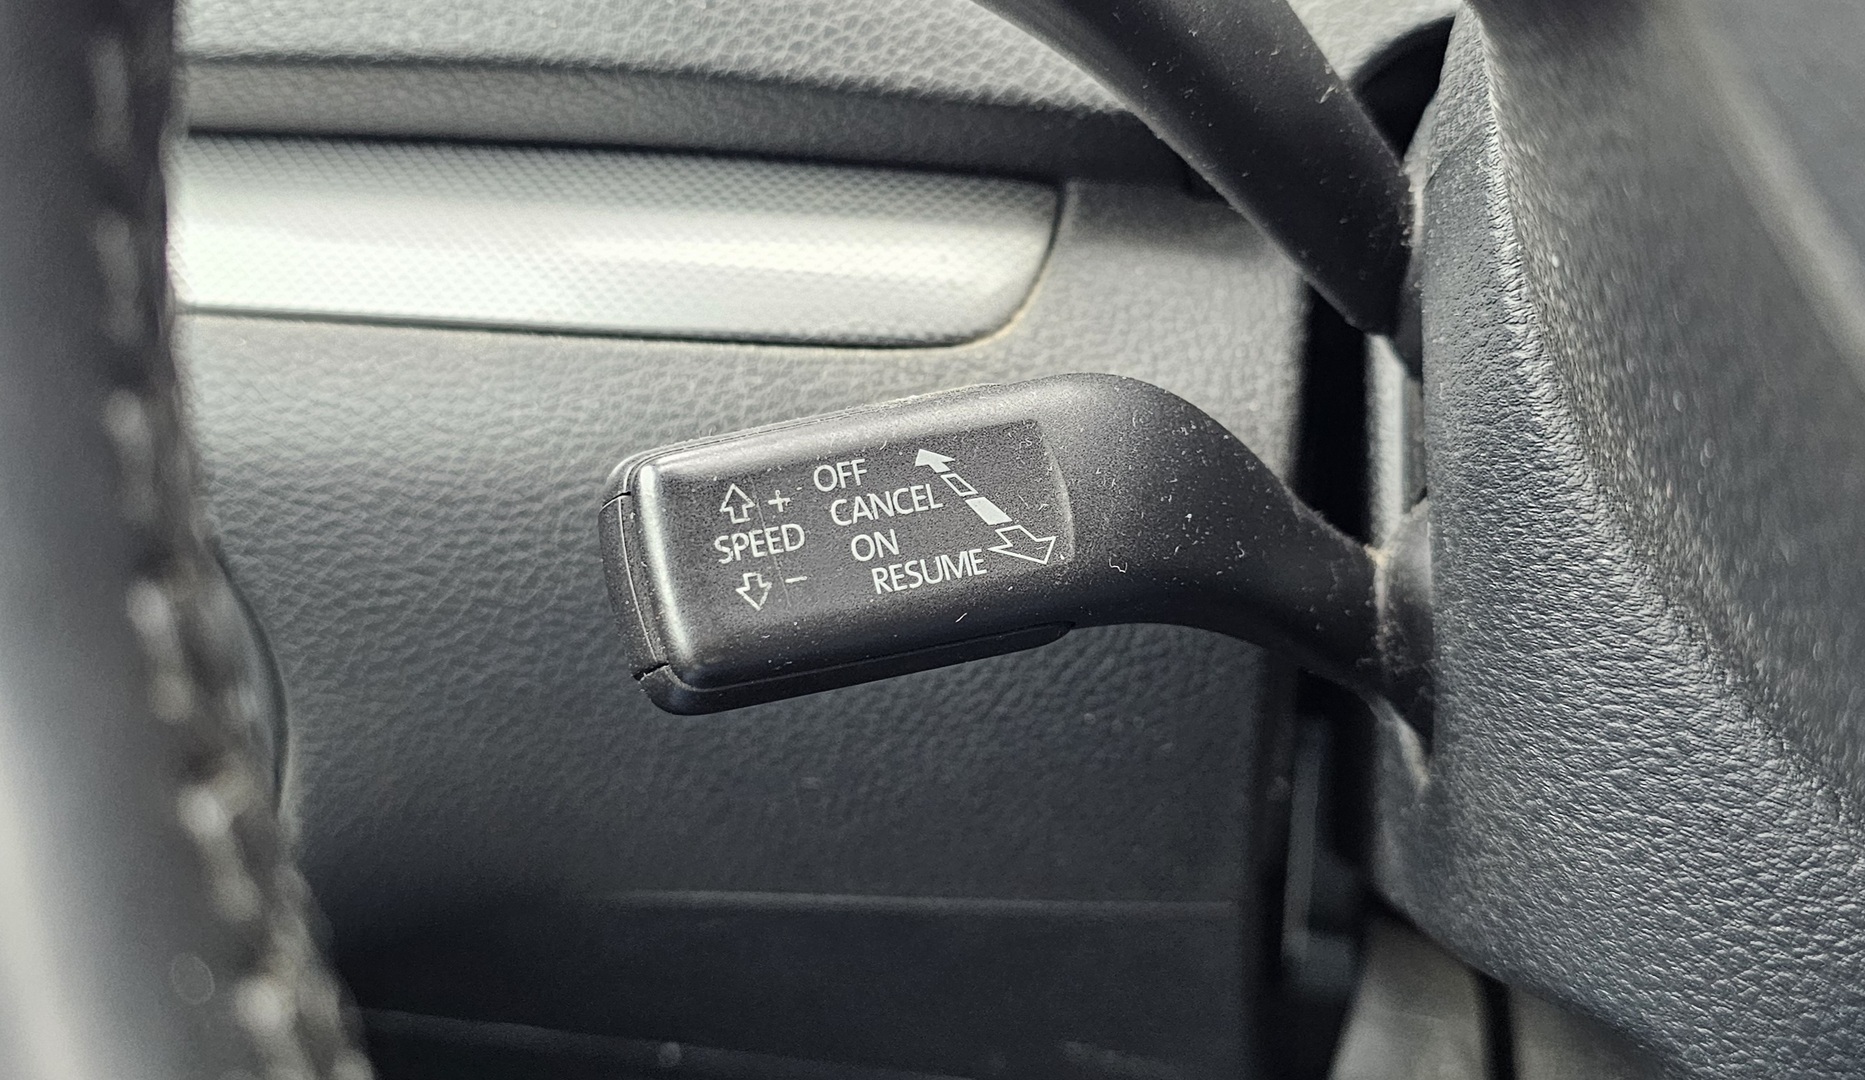 +
SPEED
−
OFF
CANCEL
ON
RESUME